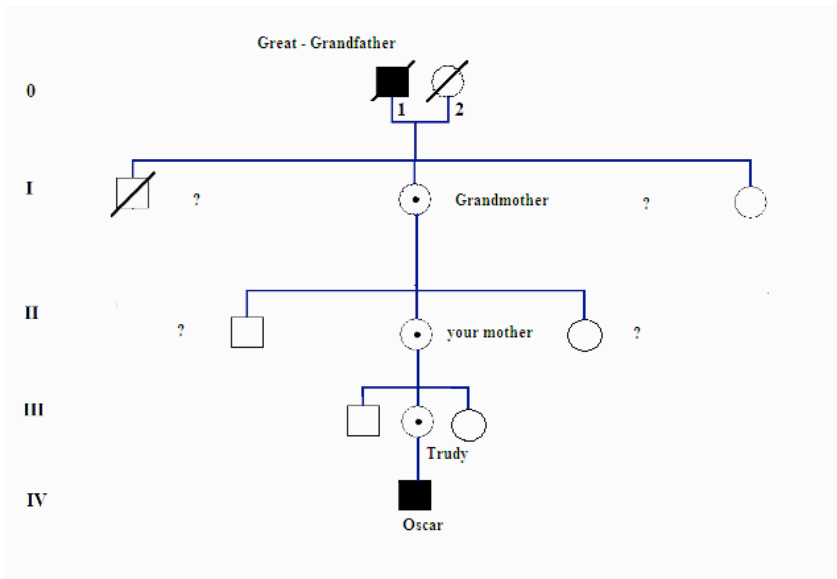 Great - Grandfather
0
1 2
I
? Grandmother ?
II
? your mother ?
III
Trudy
IV
Oscar